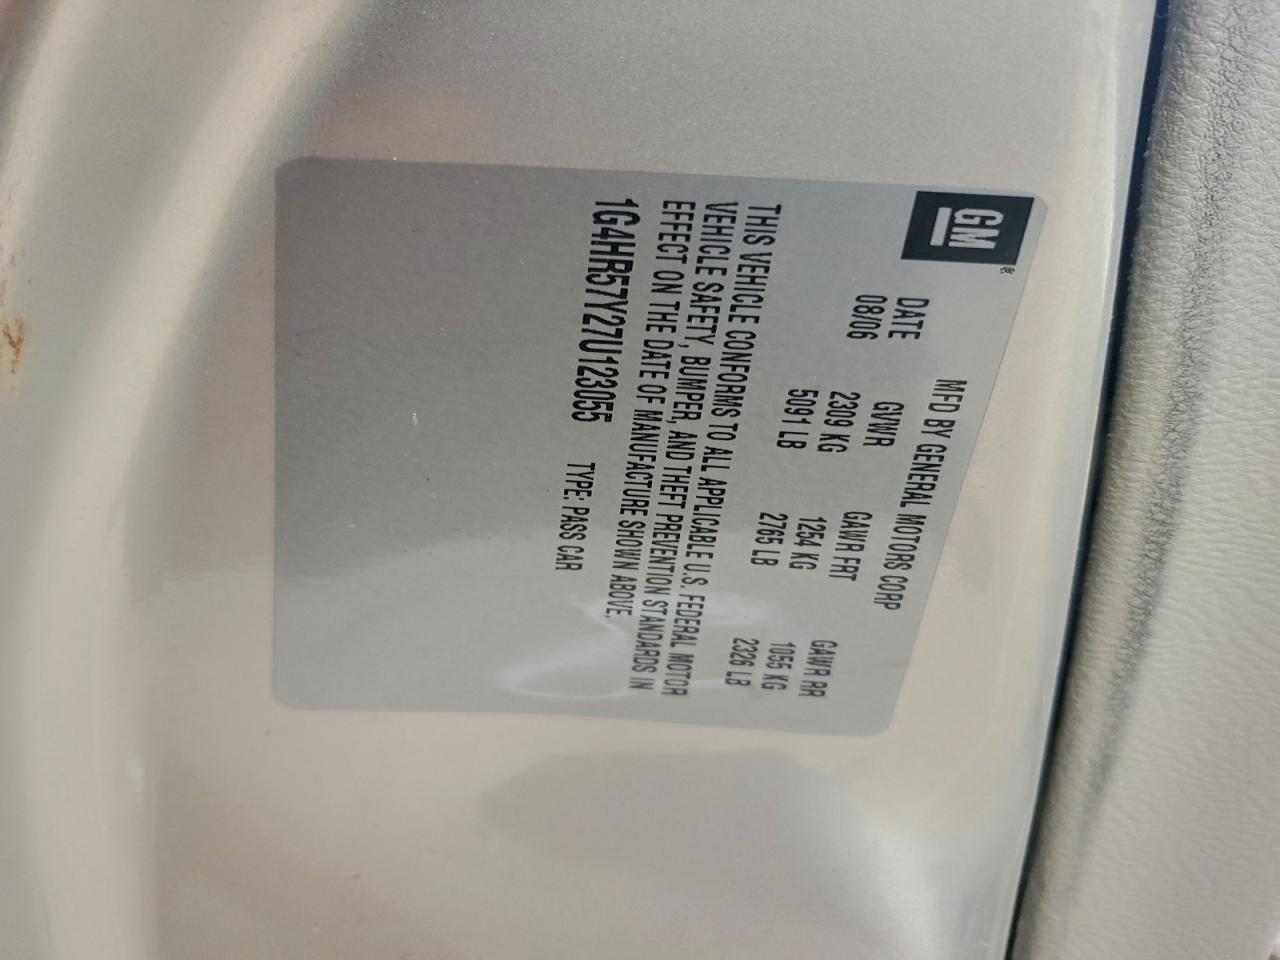 GM®
MFD BY GENERAL MOTORS CORP
DATE GVWR GAWR FRT GAWR RR
08/06 2309 KG 1254 KG 1055 KG
5091 LB 2765 LB 2326 LB
THIS VEHICLE CONFORMS TO ALL APPLICABLE U.S. FEDERAL MOTOR
VEHICLE SAFETY, BUMPER, AND THEFT PREVENTION STANDARDS IN
EFFECT ON THE DATE OF MANUFACTURE SHOWN ABOVE.
1G4HR57Y27U123055 TYPE: PASS CAR